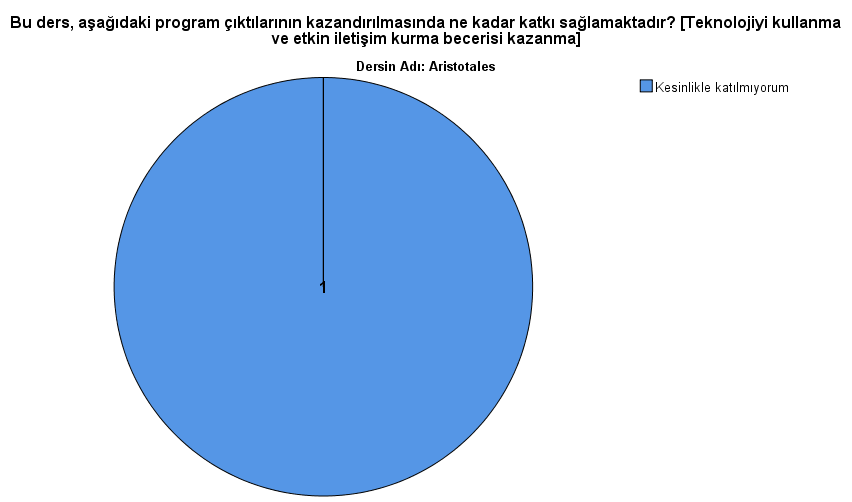 Bu ders, aşağıdaki program çıktılarının kazandırılmasında ne kadar katkı sağlamaktadır? [Teknolojiyi kullanma
ve etkin iletişim kurma becerisi kazanma]
Dersin Adı: Aristotales
Kesinlikle katılmıyorum
1